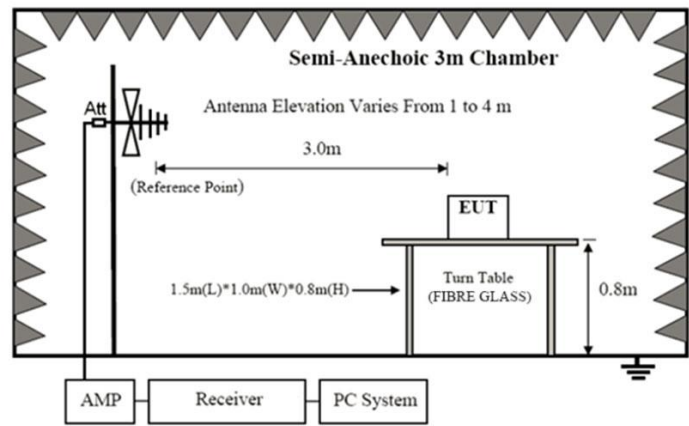 Semi-Anechoic 3m Chamber
Att
Antenna Elevation Varies From 1 to 4 m
3.0m
(Reference Point)
EUT
1.5m(L)*1.0m(W)*0.8m(H)
Turn Table
(FIBRE GLASS)
0.8m
AMP
Receiver
PC System